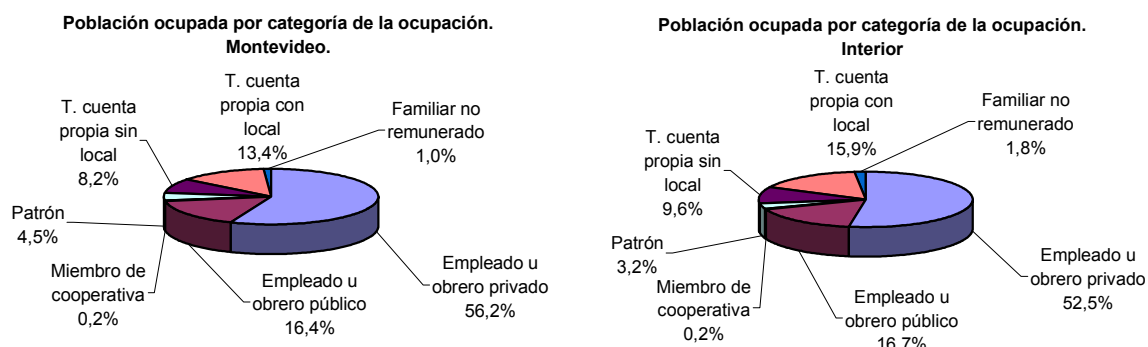 Población ocupada por categoría de la ocupación.
Montevideo.
T. cuenta
propia con
local
13,4%
Familiar no
remunerado
1,0%
T. cuenta
propia sin
local
8,2%
Patrón
4,5%
Miembro de
cooperativa
0,2%
Empleado u
obrero público
16,4%
Empleado u
obrero privado
56,2%
Población ocupada por categoría de la ocupación.
Interior
T. cuenta
propia con
local
15,9%
Familiar no
remunerado
1,8%
T. cuenta
propia sin
local
9,6%
Patrón
3,2%
Miembro de
cooperativa
0,2%
Empleado u
obrero público
16,7%
Empleado u
obrero privado
52,5%